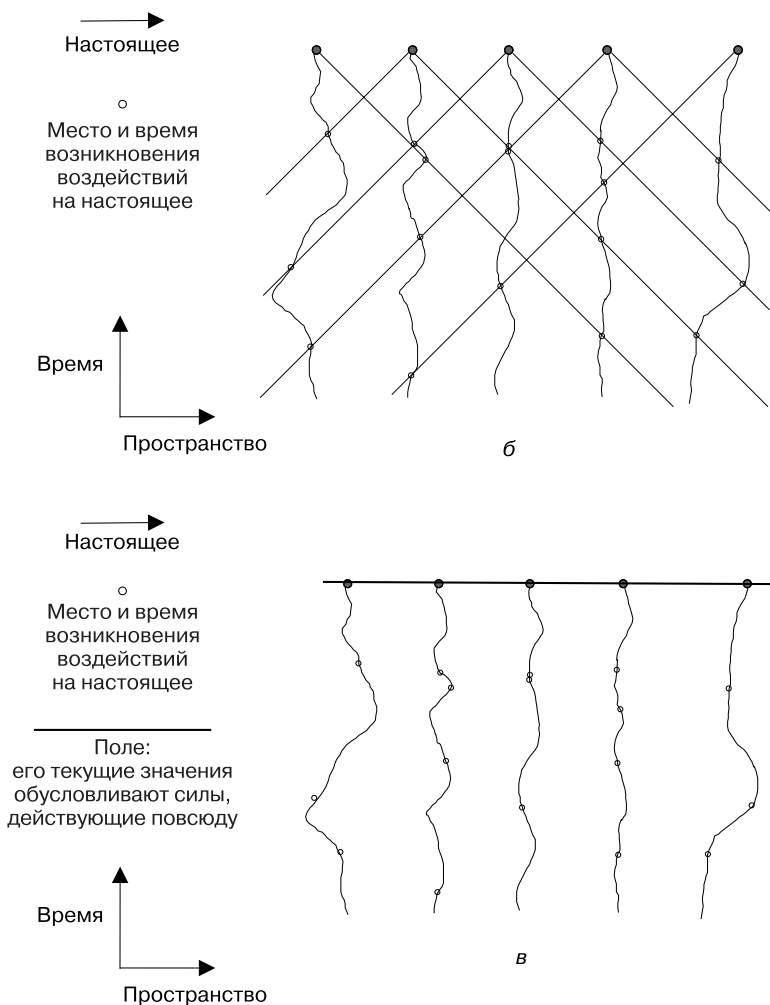 Настоящее
Место и время
возникновения
воздействий
на настоящее
Время
Пространство
б
Настоящее
Место и время
возникновения
воздействий
на настоящее
Поле:
его текущие значения
обусловливают силы,
действующие повсюду
Время
Пространство
в